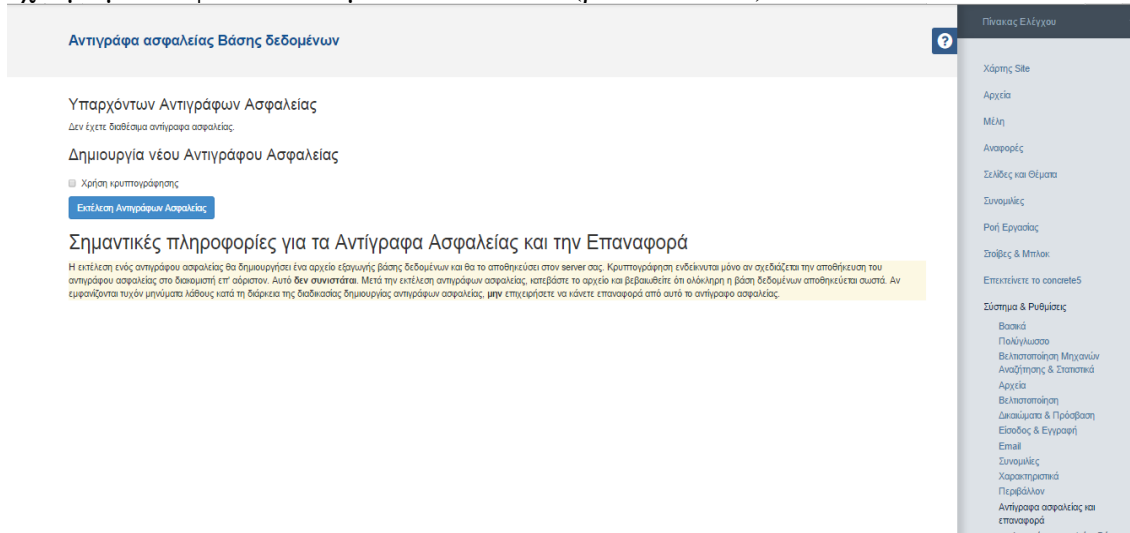 Αντιγράφα ασφαλείας Βάσης δεδομένων
Υπαρχόντων Αντιγράφων Ασφαλείας
Δεν έχετε διαθέσιμα αντίγραφα ασφαλείας.
Δημιουργία νέου Αντιγράφου Ασφαλείας
Χρήση κρυπτογράφησης
Εκτέλεση Αντιγράφων Ασφαλείας
Σημαντικές πληροφορίες για τα Αντίγραφα Ασφαλείας και την Επαναφορά
Η εκτέλεση ενός αντιγράφου ασφαλείας θα δημιουργήσει ένα αρχείο εξαγωγής βάσης δεδομένων και θα το αποθηκεύσει στον server σας. Κρυπτογράφηση ενδείκνυται μόνο αν σχεδιάζεται την αποθήκευση του
αντιγράφου ασφαλείας στο διακομιστή επ' αόριστον. Αυτό δεν συνιστάται. Μετά την εκτέλεση αντιγράφων ασφαλείας, κατεβάστε το αρχείο και βεβαιωθείτε ότι ολόκληρη η βάση δεδομένων αποθηκεύεται σωστά. Αν
εμφανίζονται τυχόν μηνύματα λάθους κατά τη διάρκεια της διαδικασίας δημιουργίας αντιγράφων ασφαλείας, μην επιχειρήσετε να κάνετε επαναφορά από αυτό το αντίγραφο ασφαλείας.
Πίνακας Ελέγχου
Χάρτης Site
Αρχεία
Μέλη
Αναφορές
Σελίδες και Θέματα
Συνομιλίες
Ροή Εργασίας
Στοίβες & Μπλοκ
Επεκτείνετε το concrete5
Σύστημα & Ρυθμίσεις
Βασικά
Πολύγλωσσο
Βελτιστοποίηση Μηχανών
Αναζήτησης & Στατιστικά
Αρχεία
Βελτιστοποίηση
Δικαιώματα & Πρόσβαση
Είσοδος & Εγγραφή
Email
Συνομιλίες
Χαρακτηριστικά
Περιβάλλον
Αντίγραφα ασφαλείας και
επαναφορά